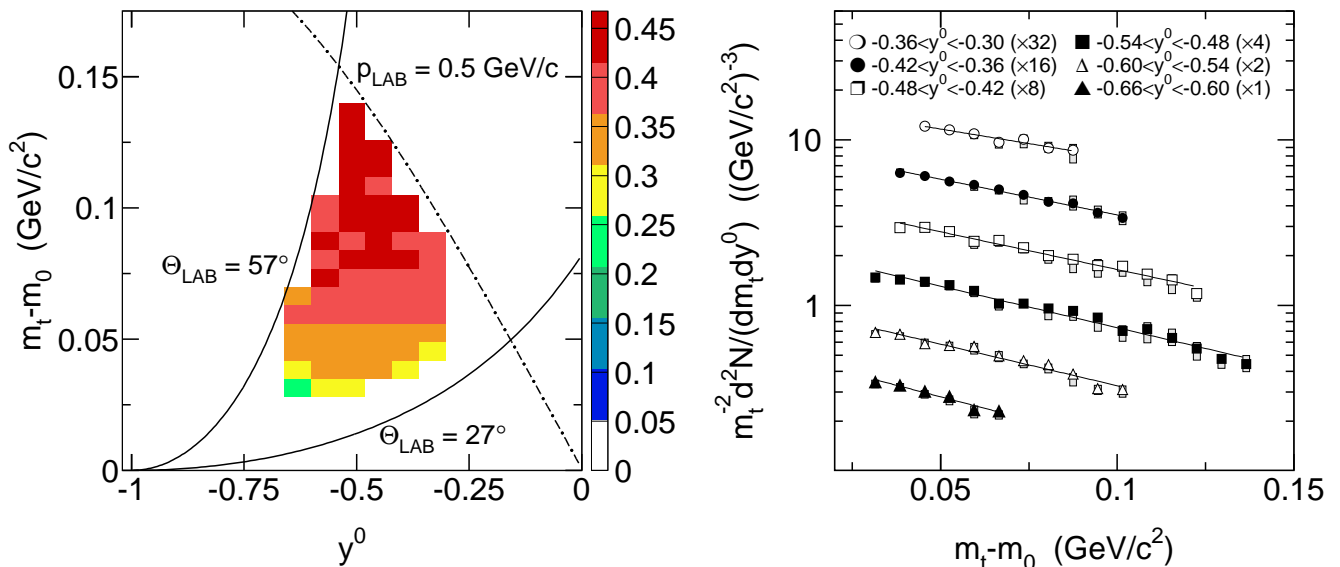 0.15
0.1
0.05
0
m_t-m_0 (GeV/c^2)
-1
-0.75
-0.5
-0.25
0
y^0
p_LAB = 0.5 GeV/c
Θ_LAB = 57°
Θ_LAB = 27°
0.45
0.4
0.35
0.3
0.25
0.2
0.15
0.1
0.05
0
m_t^-2 d^2N/(dm_tdy^0) ((GeV/c^2)^-3)
10
1
-0.36<y^0<-0.30 (×32)
-0.42<y^0<-0.36 (×16)
-0.48<y^0<-0.42 (×8)
-0.54<y^0<-0.48 (×4)
-0.60<y^0<-0.54 (×2)
-0.66<y^0<-0.60 (×1)
0.05
0.1
0.15
m_t-m_0 (GeV/c^2)